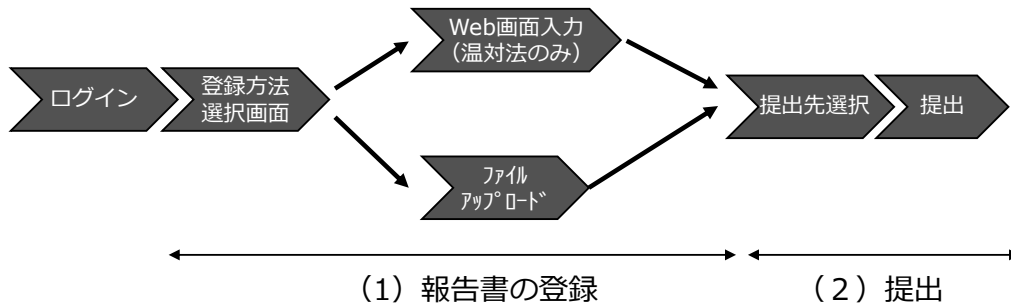 ログイン
登録方法
選択画面
Web画面入力
（温対法のみ）
ﾌｧｲﾙ
ｱｯﾌﾟﾛｰﾄﾞ
提出先選択
提出
（1）報告書の登録
（２）提出